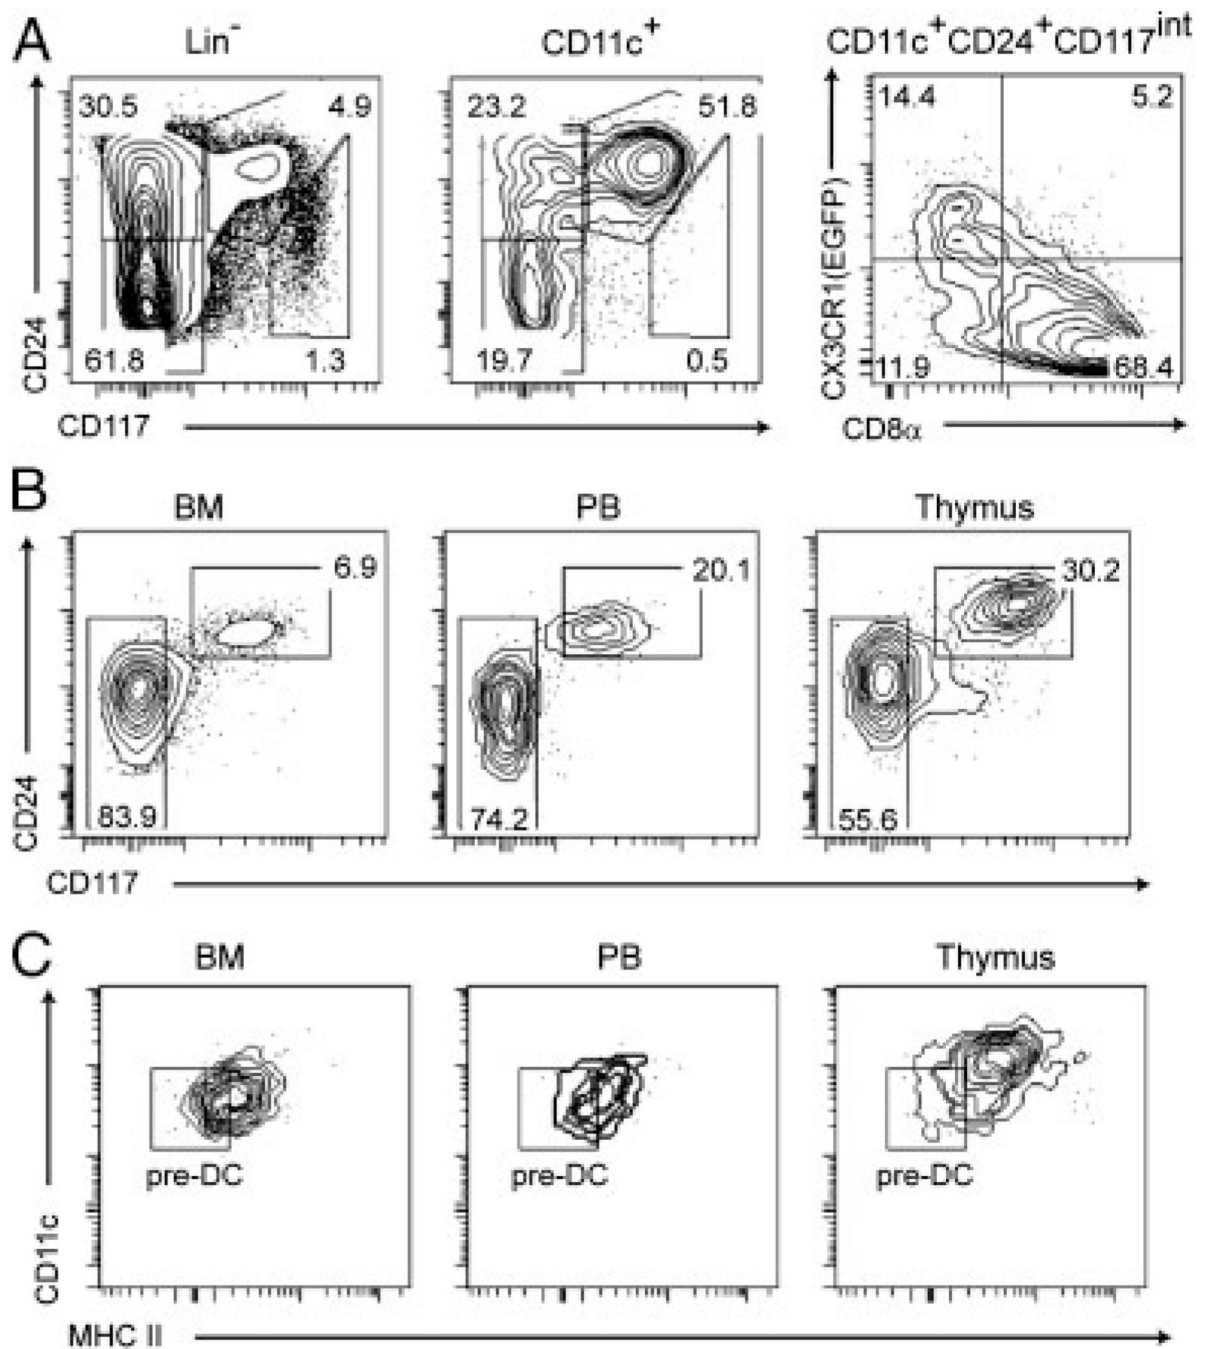 A
Lin-
CD11c+
CD11c+CD24+CD117int
30.5
4.9
61.8
1.3
23.2
51.8
19.7
0.5
14.4
5.2
11.9
68.4
CD24
CD117
CX3CR1(EGFP)
CD8α
B
BM
PB
Thymus
6.9
83.9
20.1
74.2
30.2
55.6
CD24
CD117
C
BM
PB
Thymus
pre-DC
pre-DC
pre-DC
CD11c
MHC II